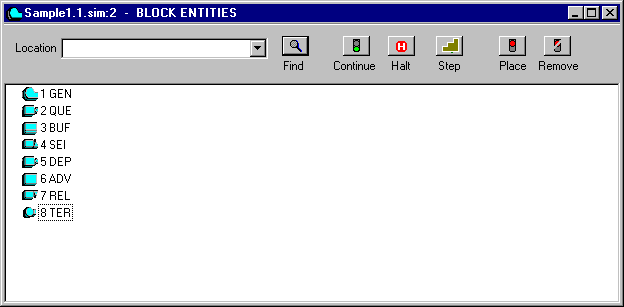 Sample1.1.sim:2 - BLOCK ENTITIES
Location
Find Continue Halt Step Place Remove
1 GEN
2 QUE
3 BUF
4 SEI
5 DEP
6 ADV
7 REL
8 TER